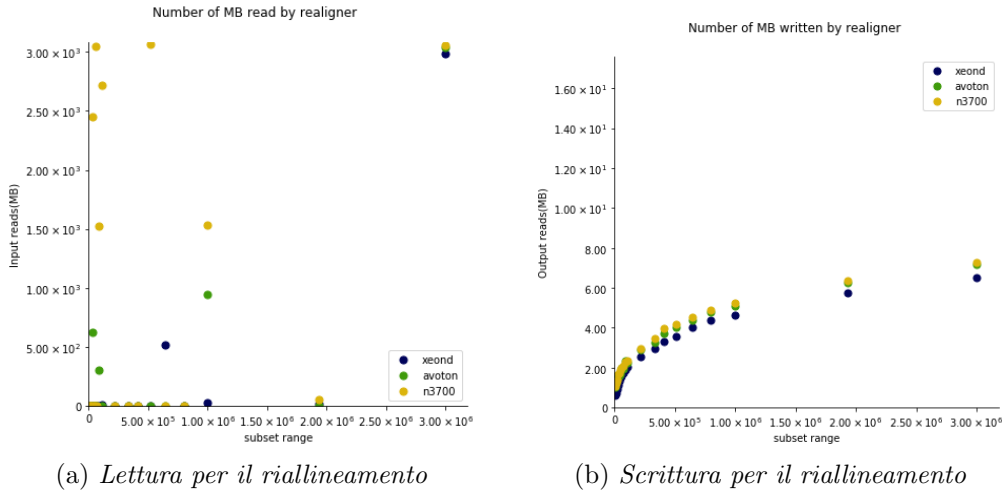 Number of MB read by realigner
3.00 × 10³
2.50 × 10³
2.00 × 10³
1.50 × 10³
1.00 × 10³
5.00 × 10²
0
Input reads(MB)
xeond
avoton
n3700
0
5.00 × 10⁵
1.00 × 10⁶
1.50 × 10⁶
2.00 × 10⁶
2.50 × 10⁶
3.00 × 10⁶
subset range
(a) Lettura per il riallineamento
Number of MB written by realigner
1.60 × 10¹
1.40 × 10¹
1.20 × 10¹
1.00 × 10¹
8.00
6.00
4.00
2.00
0
Output reads(MB)
xeond
avoton
n3700
0
5.00 × 10⁵
1.00 × 10⁶
1.50 × 10⁶
2.00 × 10⁶
2.50 × 10⁶
3.00 × 10⁶
subset range
(b) Scrittura per il riallineamento